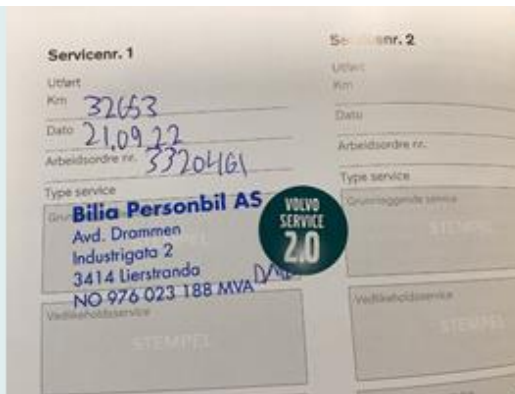 Servicenr. 1
Utført
Km 32653
Dato 21.09.22
Arbeidsordre nr. 3320461
Type service
Bilia Personbil AS
Avd. Drammen
Industrigata 2
3414 Lierstranda
NO 976 023 188 MVA
VOLVO
SERVICE
2.0
Vedlikeholdsservice
STEMPEL
Servicenr. 2
Utført
Km
Dato
Arbeidsordre nr.
Type service
Grunnleggende service
STEMPEL
Vedlikeholdsservice
STEMPEL